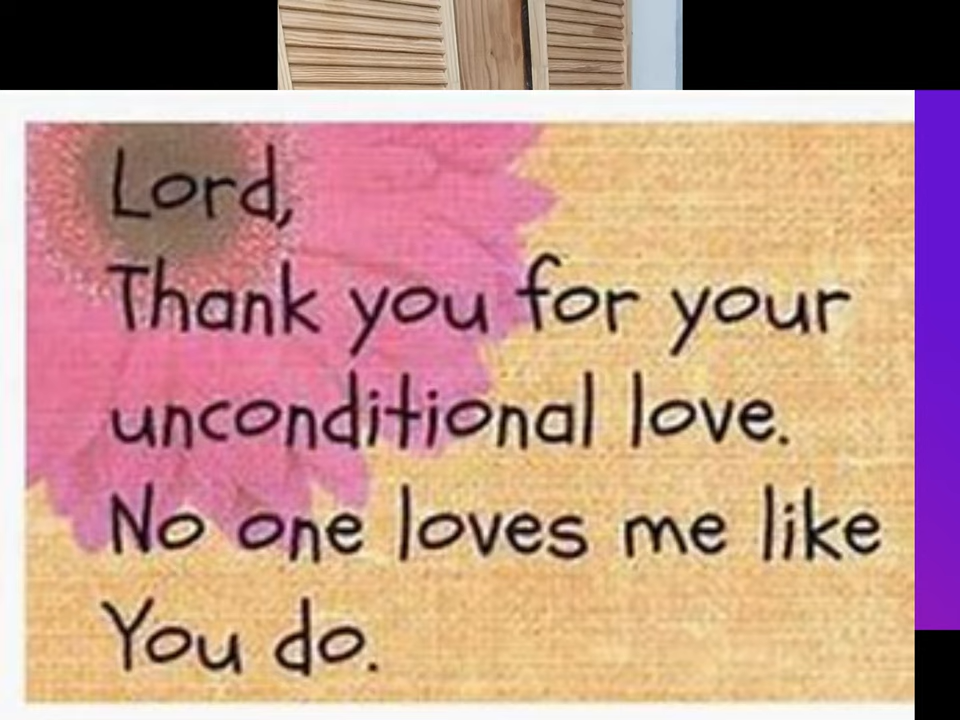 Lord,
Thank you for your
unconditional love.
No one loves me like
You do.